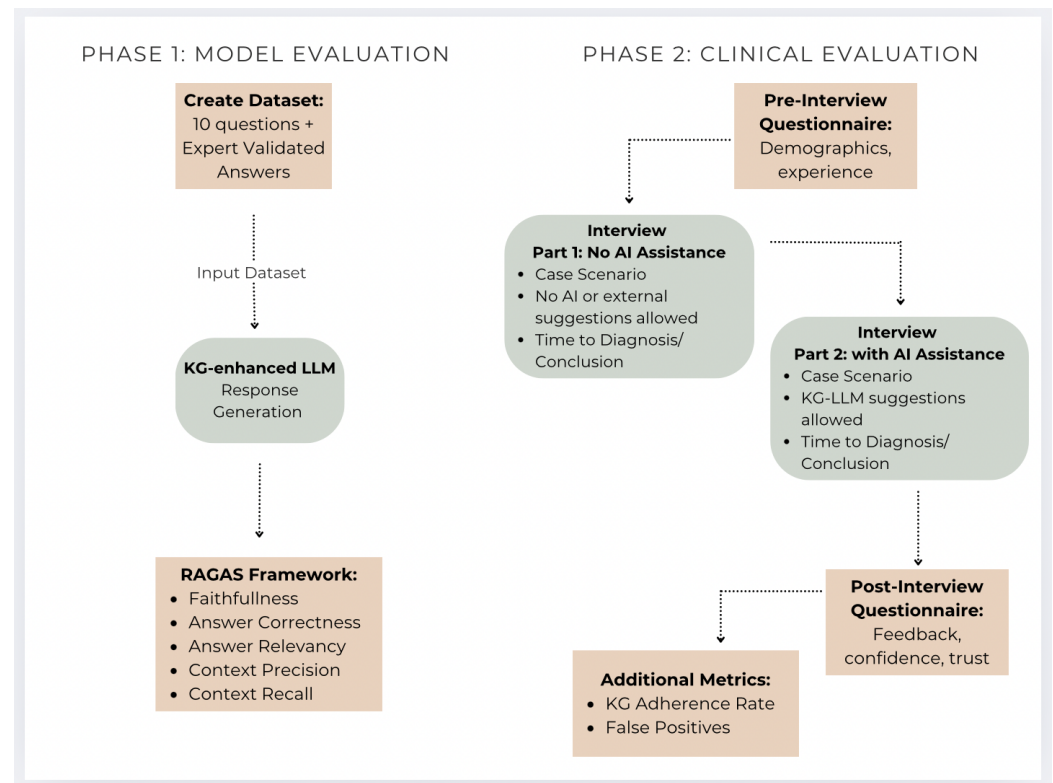 PHASE 1: MODEL EVALUATION
Create Dataset:
10 questions +
Expert Validated
Answers
Input Dataset
KG-enhanced LLM
Response
Generation
RAGAS Framework:
• Faithfullness
• Answer Correctness
• Answer Relevancy
• Context Precision
• Context Recall
PHASE 2: CLINICAL EVALUATION
Pre-Interview
Questionnaire:
Demographics,
experience
Interview
Part 1: No AI Assistance
• Case Scenario
• No AI or external
suggestions allowed
• Time to Diagnosis/
Conclusion
Interview
Part 2: with AI Assistance
• Case Scenario
• KG-LLM suggestions
allowed
• Time to Diagnosis/
Conclusion
Post-Interview
Questionnaire:
Feedback,
confidence, trust
Additional Metrics:
• KG Adherence Rate
• False Positives